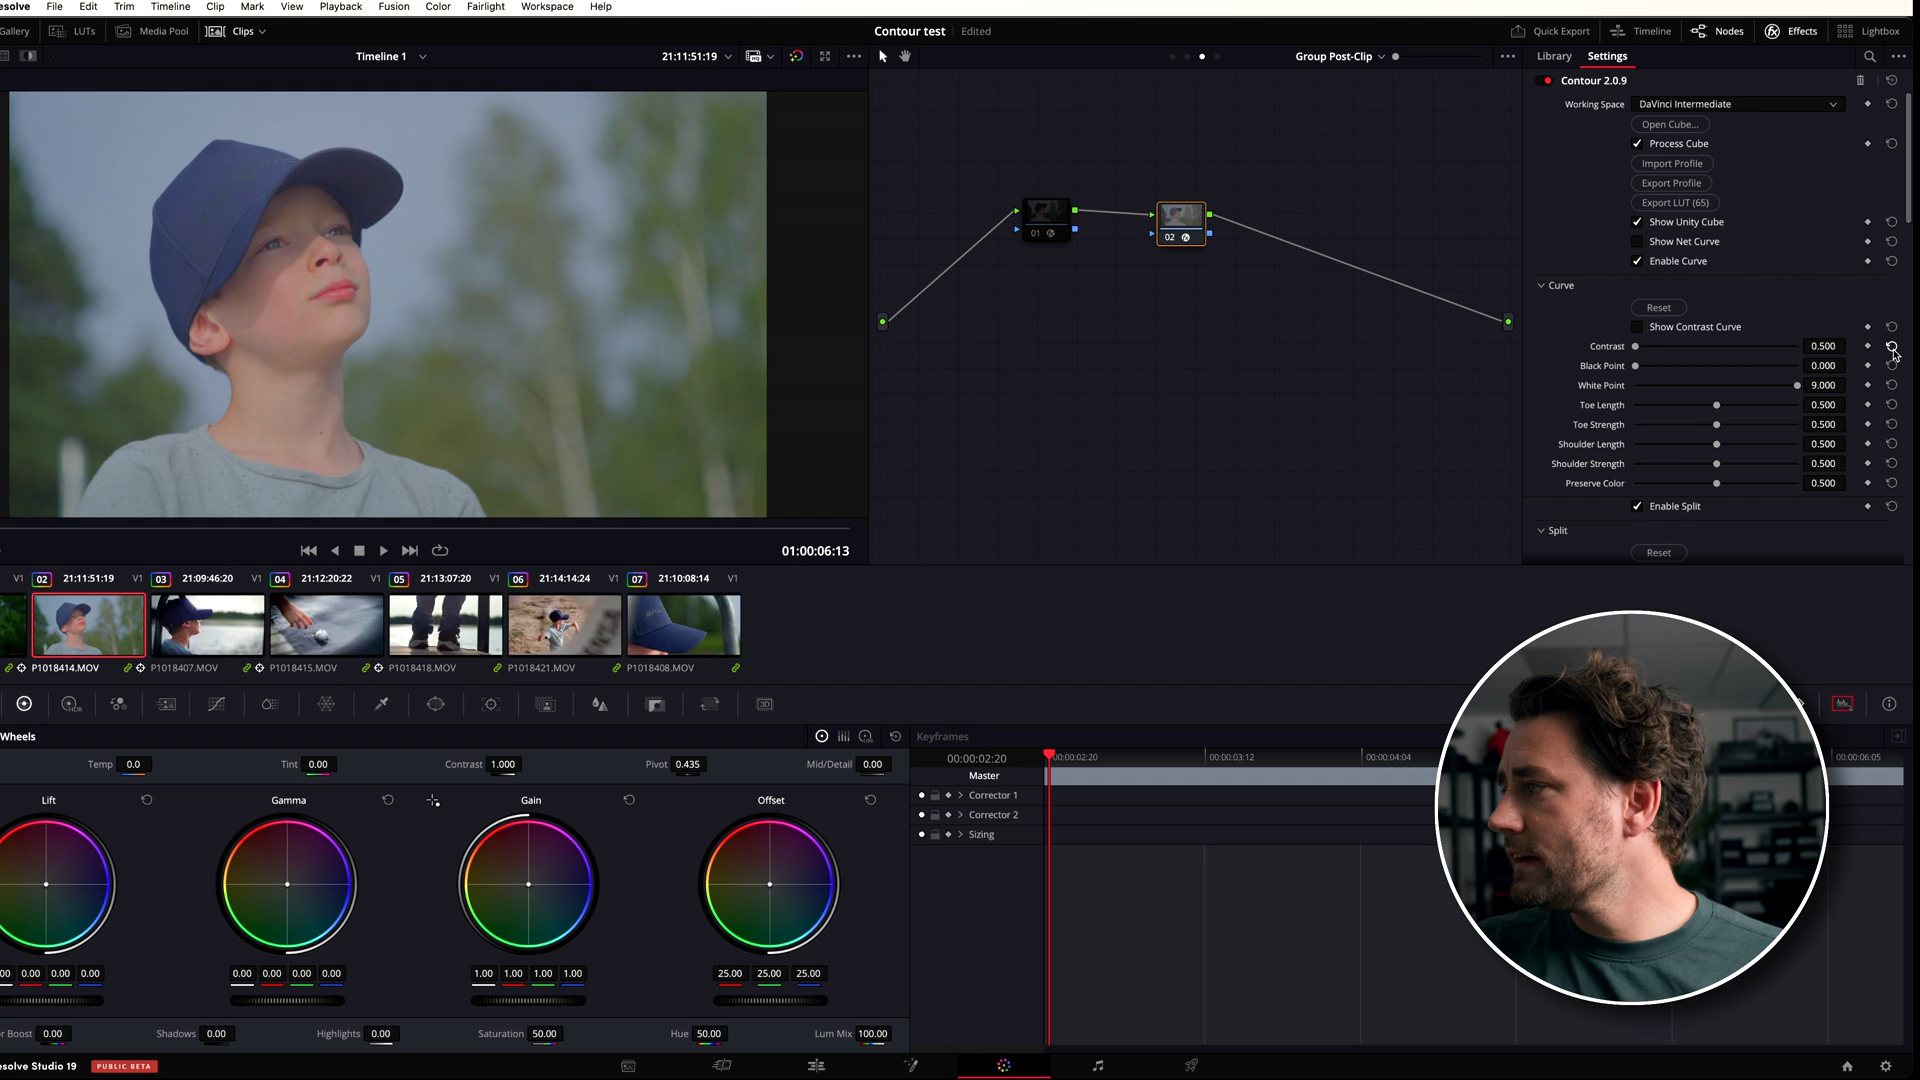 esolve File Edit Trim Timeline Clip Mark View Playback Fusion Color Fairlight Workspace Help
Gallery LUTs Media Pool Clips Contour test Edited Quick Export Timeline Nodes Effects Lightbox
Timeline 1 21:11:51:19 Group Post-Clip Library Settings
Contour 2.0.9
Working Space DaVinci Intermediate
Open Cube...
Process Cube
Import Profile
Export Profile
Export LUT (65)
Show Unity Cube
Show Net Curve
Enable Curve
Curve
Reset
Show Contrast Curve
Contrast 0.500
Black Point 0.000
White Point 9.000
Toe Length 0.500
Toe Strength 0.500
Shoulder Length 0.500
Shoulder Strength 0.500
Preserve Color 0.500
Enable Split
Split
Reset
01
02
01:00:06:13
V1 02 21:11:51:19 V1 03 21:09:46:20 V1 04 21:12:20:22 V1 05 21:13:07:20 V1 06 21:14:14:24 V1 07 21:10:08:14 V1
P1018414.MOV P1018407.MOV P1018415.MOV P1018418.MOV P1018421.MOV P1018408.MOV
HDR
3D
Wheels
Temp 0.0 Tint 0.00 Contrast 1.000 Pivot 0.435 Mid/Detail 0.00
Lift Gamma Gain Offset
00 0.00 0.00 0.00 0.00 0.00 0.00 0.00 1.00 1.00 1.00 1.00 25.00 25.00 25.00
r Boost 0.00 Shadows 0.00 Highlights 0.00 Saturation 50.00 Hue 50.00 Lum Mix 100.00
Keyframes
00:00:02:20 00:00:02:20 00:00:03:12 00:00:04:04 00:00:06:05
Master
Corrector 1
Corrector 2
Sizing
esolve Studio 19 PUBLIC BETA